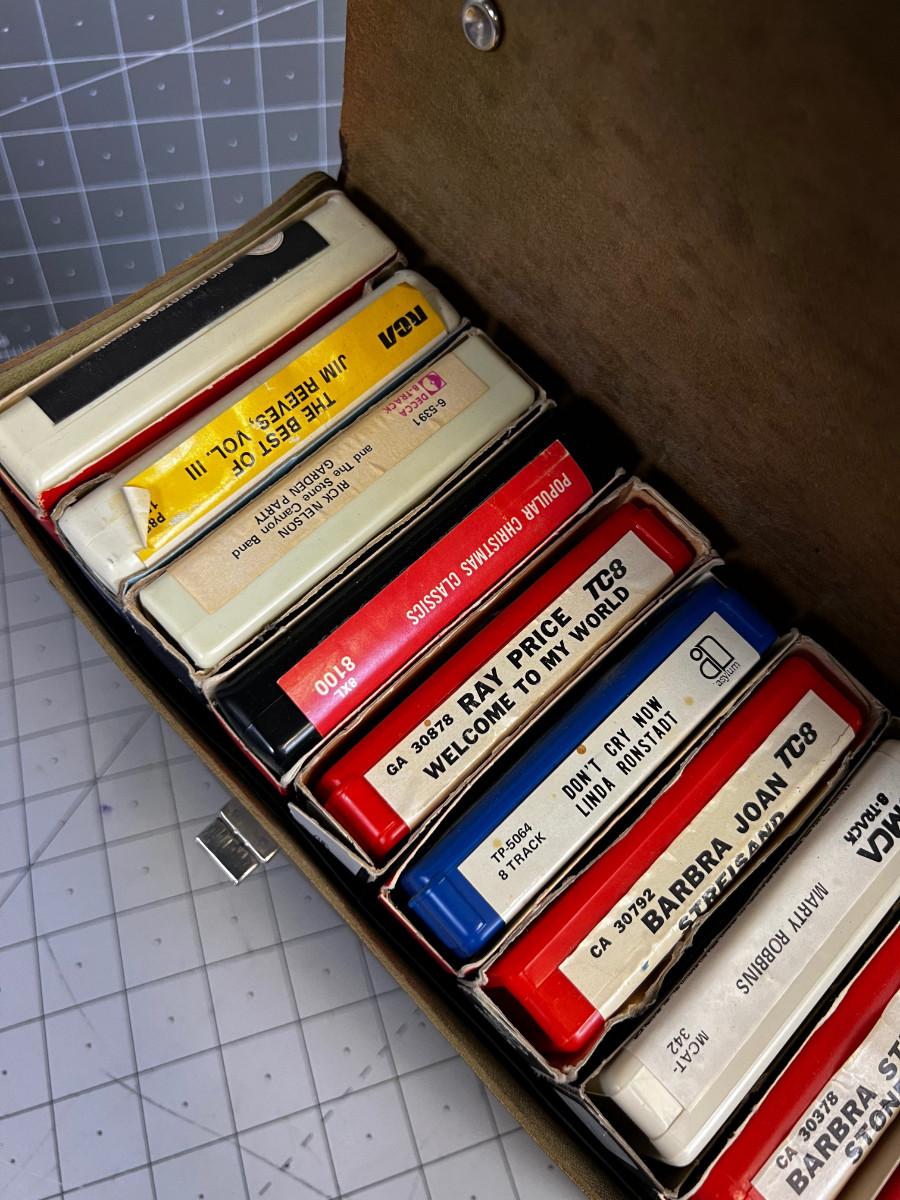 RCA
THE BEST OF
JIM REEVES, VOL. III
DECCA
8-TRACK
6-5391
RICK NELSON
and The Stone Canyon Band
GARDEN PARTY
POPULAR CHRISTMAS CLASSICS
8XL
8100
GA 30878 RAY PRICE TC8
WELCOME TO MY WORLD
asylum
DON'T CRY NOW
LINDA RONSTADT
TP-5064
8 TRACK
CA 30792
BARBRA JOAN TC8
STREISAND
MCA
8-TRACK
MARTY ROBBINS
MCAT-
342
CA 30378
BARBRA